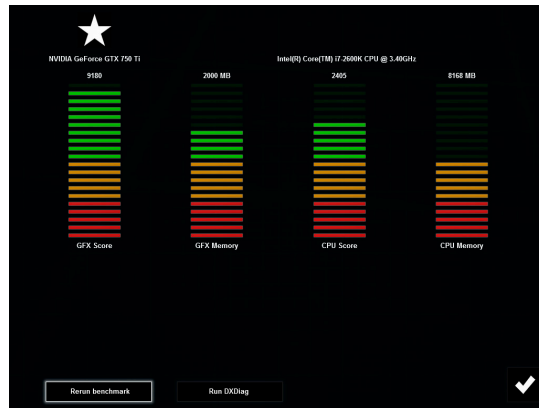 NVIDIA GeForce GTX 750 Ti
Intel(R) Core(TM) i7-2600K CPU @ 3.40GHz
9180
2000 MB
2405
8168 MB
GFX Score
GFX Memory
CPU Score
CPU Memory
Rerun benchmark
Run DXDiag